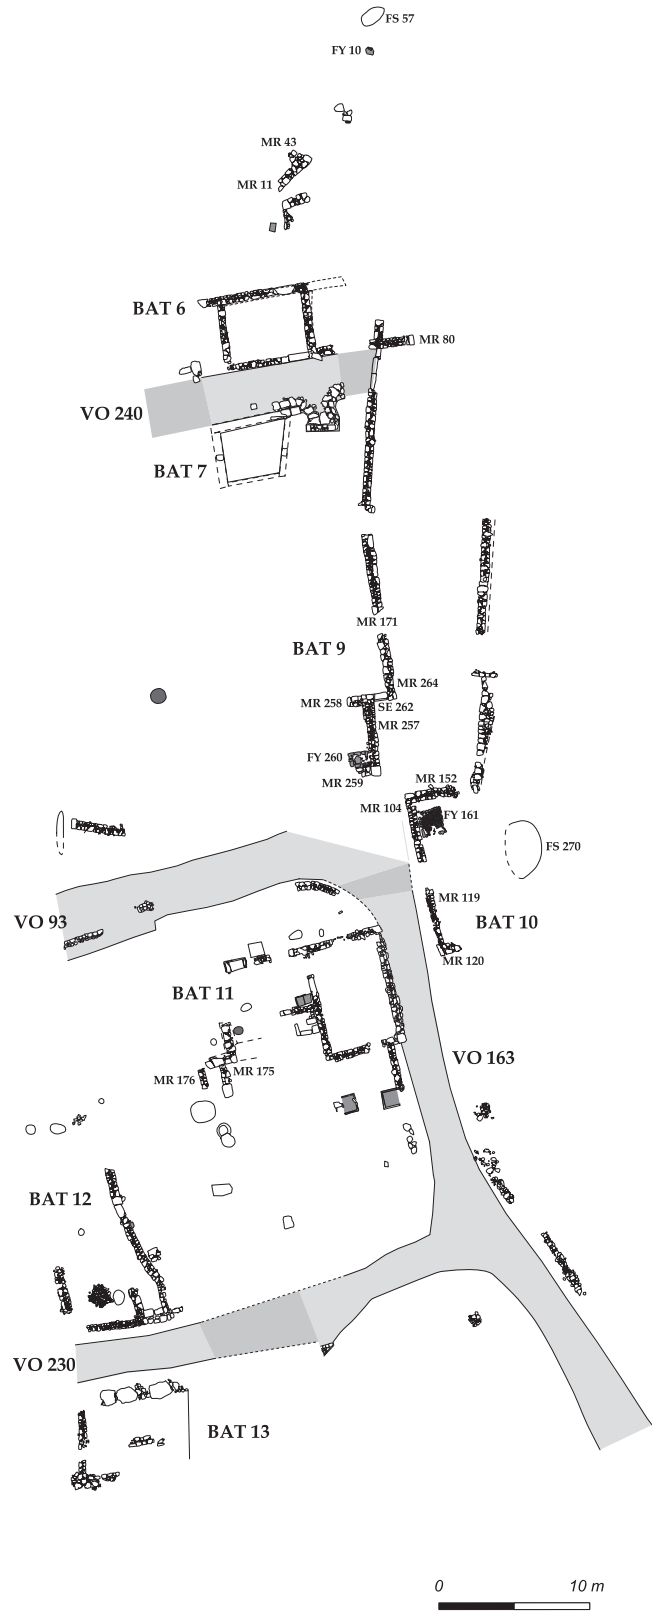 FS 57
FY 10
MR 43
MR 11
BAT 6
MR 80
VO 240
BAT 7
MR 171
BAT 9
MR 264
MR 258
SE 262
MR 257
FY 260
MR 259
MR 152
MR 104
FY 161
FS 270
MR 119
VO 93
BAT 10
MR 120
BAT 11
VO 163
MR 175
MR 176
BAT 12
VO 230
BAT 13
0 10 m